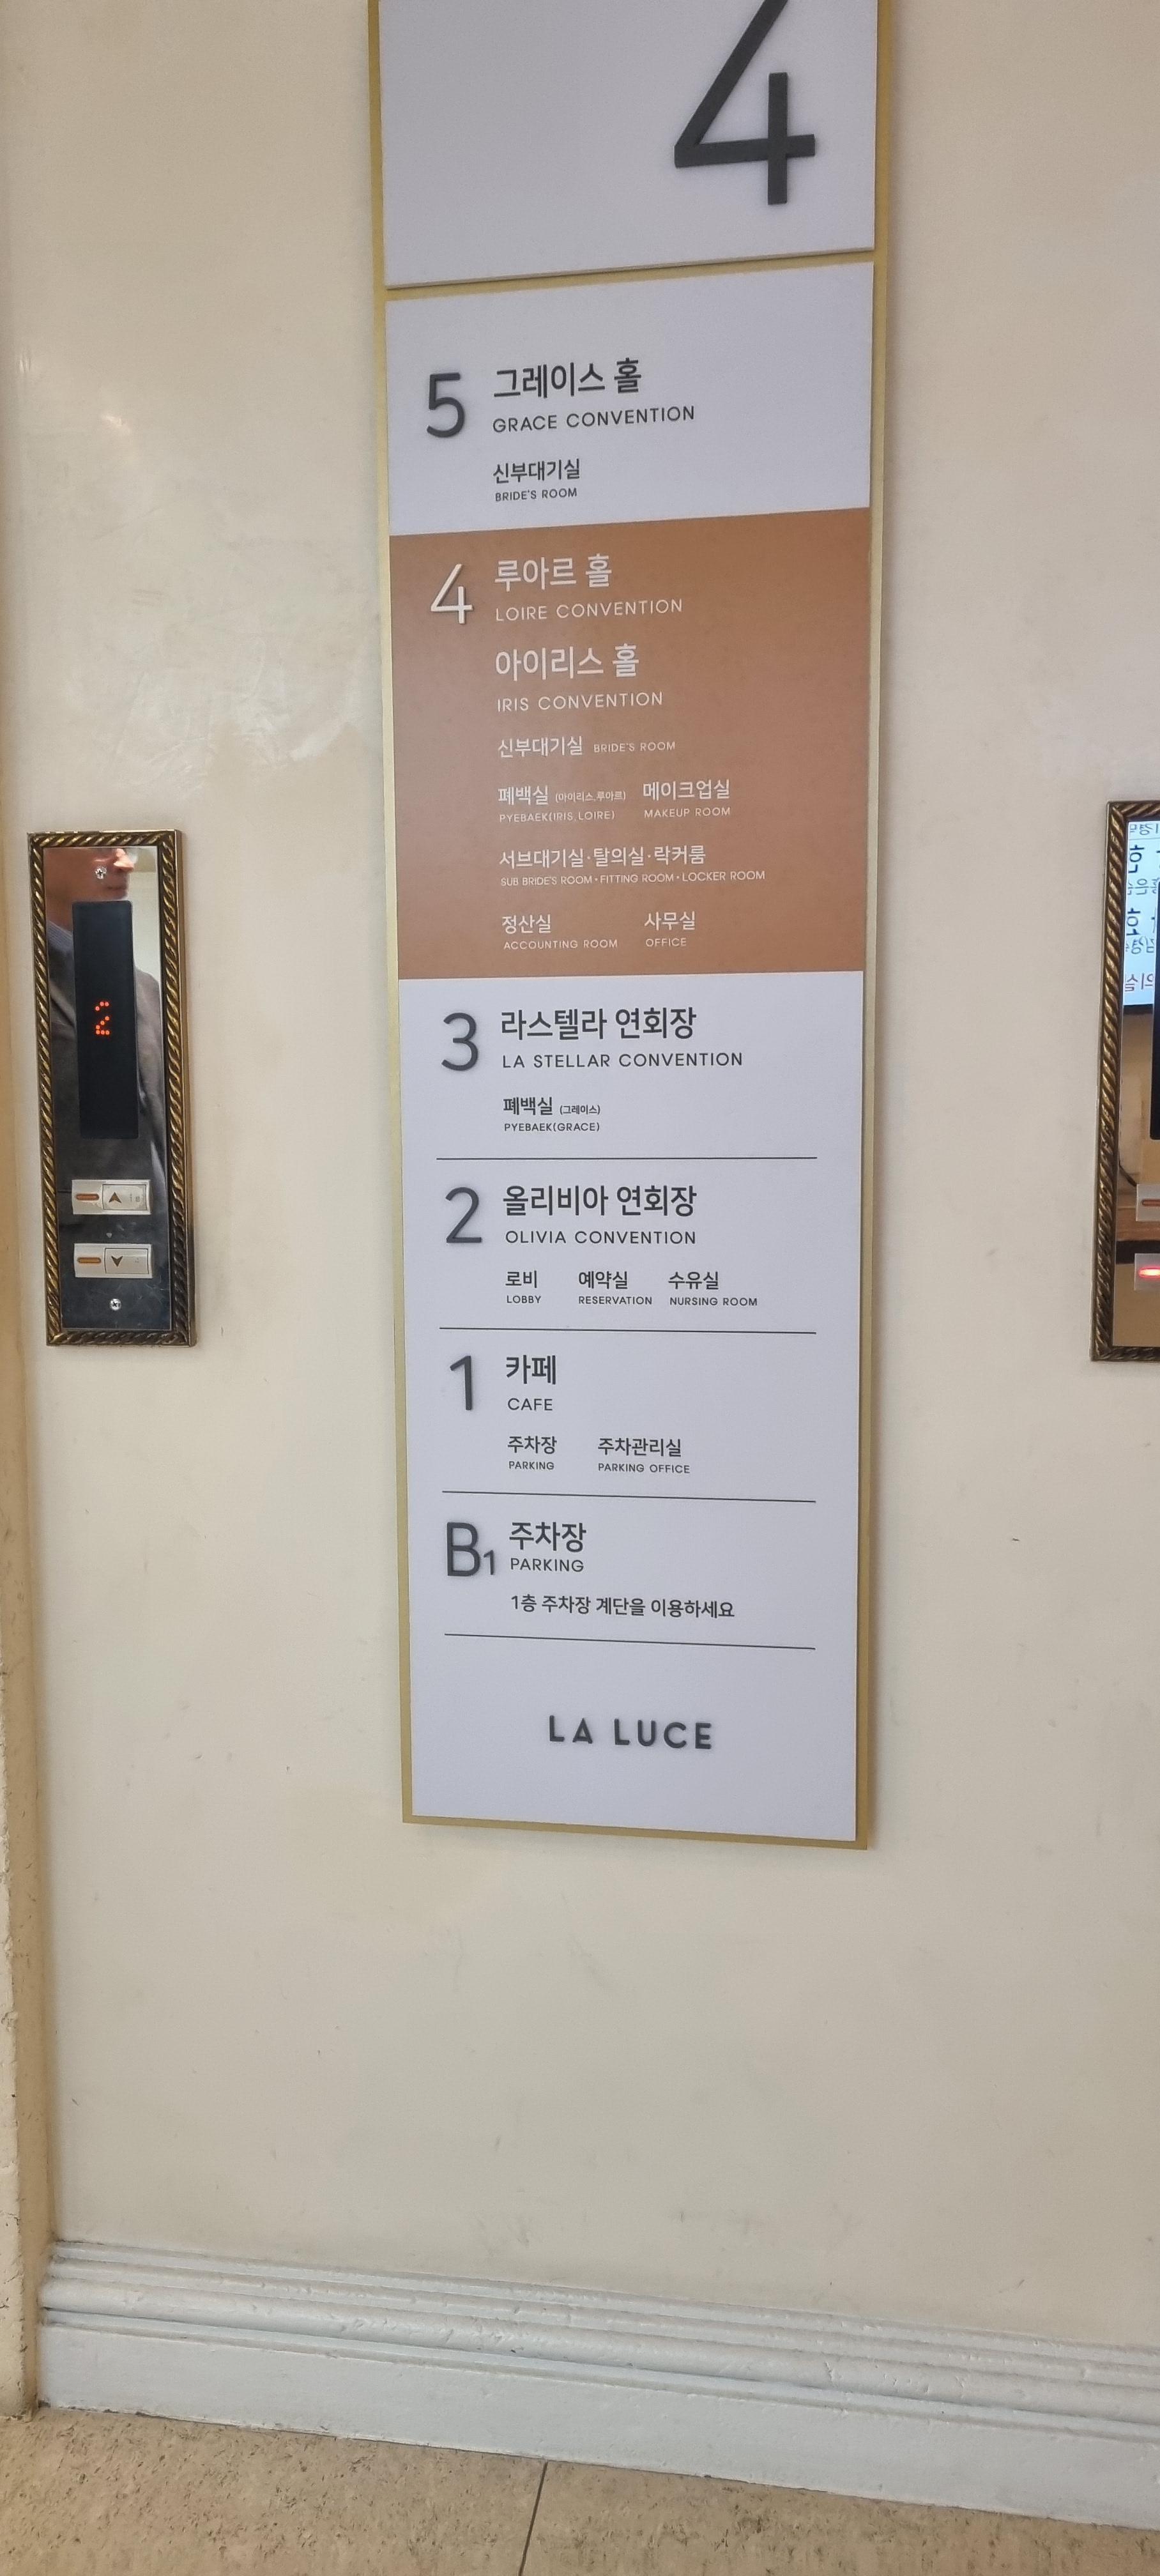 4
5 그레이스 홀
GRACE CONVENTION
신부대기실
BRIDE'S ROOM
4 루아르 홀
LOIRE CONVENTION
아이리스 홀
IRIS CONVENTION
신부대기실 BRIDE'S ROOM
폐백실 (아이리스,루아르) 메이크업실
PYEBAEK(IRIS, LOIRE) MAKEUP ROOM
서브대기실·탈의실·락커룸
SUB BRIDE'S ROOM • FITTING ROOM • LOCKER ROOM
정산실 사무실
ACCOUNTING ROOM OFFICE
3 라스텔라 연회장
LA STELLAR CONVENTION
폐백실 (그레이스)
PYEBAEK(GRACE)
2 올리비아 연회장
OLIVIA CONVENTION
로비 예약실 수유실
LOBBY RESERVATION NURSING ROOM
1 카페
CAFE
주차장 주차관리실
PARKING PARKING OFFICE
B1 주차장
PARKING
1층 주차장 계단을 이용하세요
LA LUCE
2